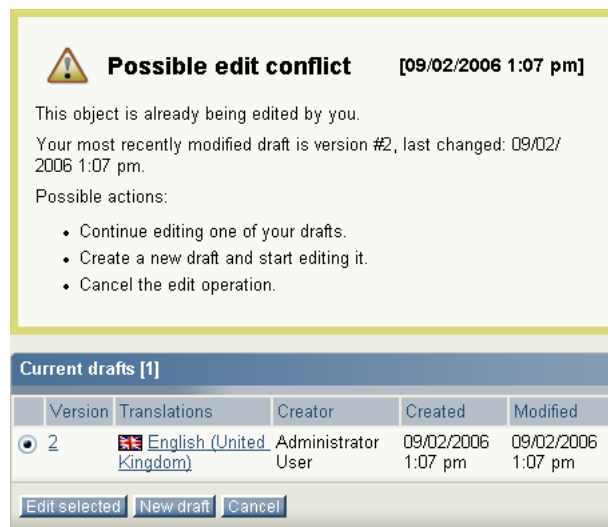 Possible edit conflict [09/02/2006 1:07 pm]
This object is already being edited by you.
Your most recently modified draft is version #2, last changed: 09/02/
2006 1:07 pm.
Possible actions:
• Continue editing one of your drafts.
• Create a new draft and start editing it.
• Cancel the edit operation.
Current drafts [1]
Version Translations Creator Created Modified
2 English (United Administrator 09/02/2006 09/02/2006
Kingdom) User 1:07 pm 1:07 pm
Edit selected New draft Cancel